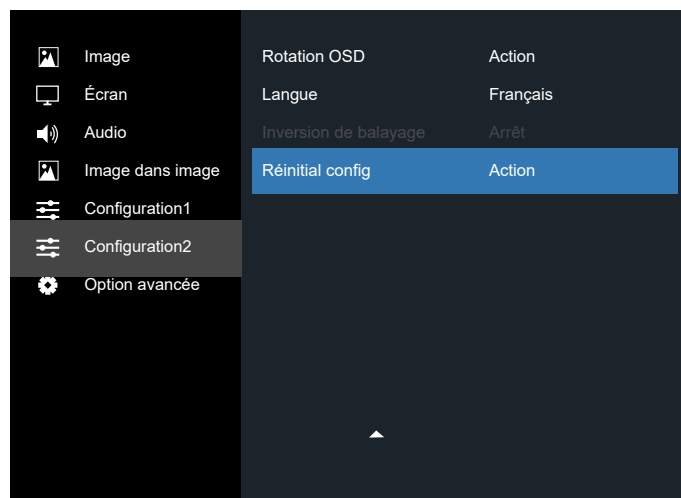 Image
Écran
Audio
Image dans image
Configuration1
Configuration2
Option avancée
Rotation OSD Action
Langue Français
Inversion de balayage Arrêt
Réinitial config Action